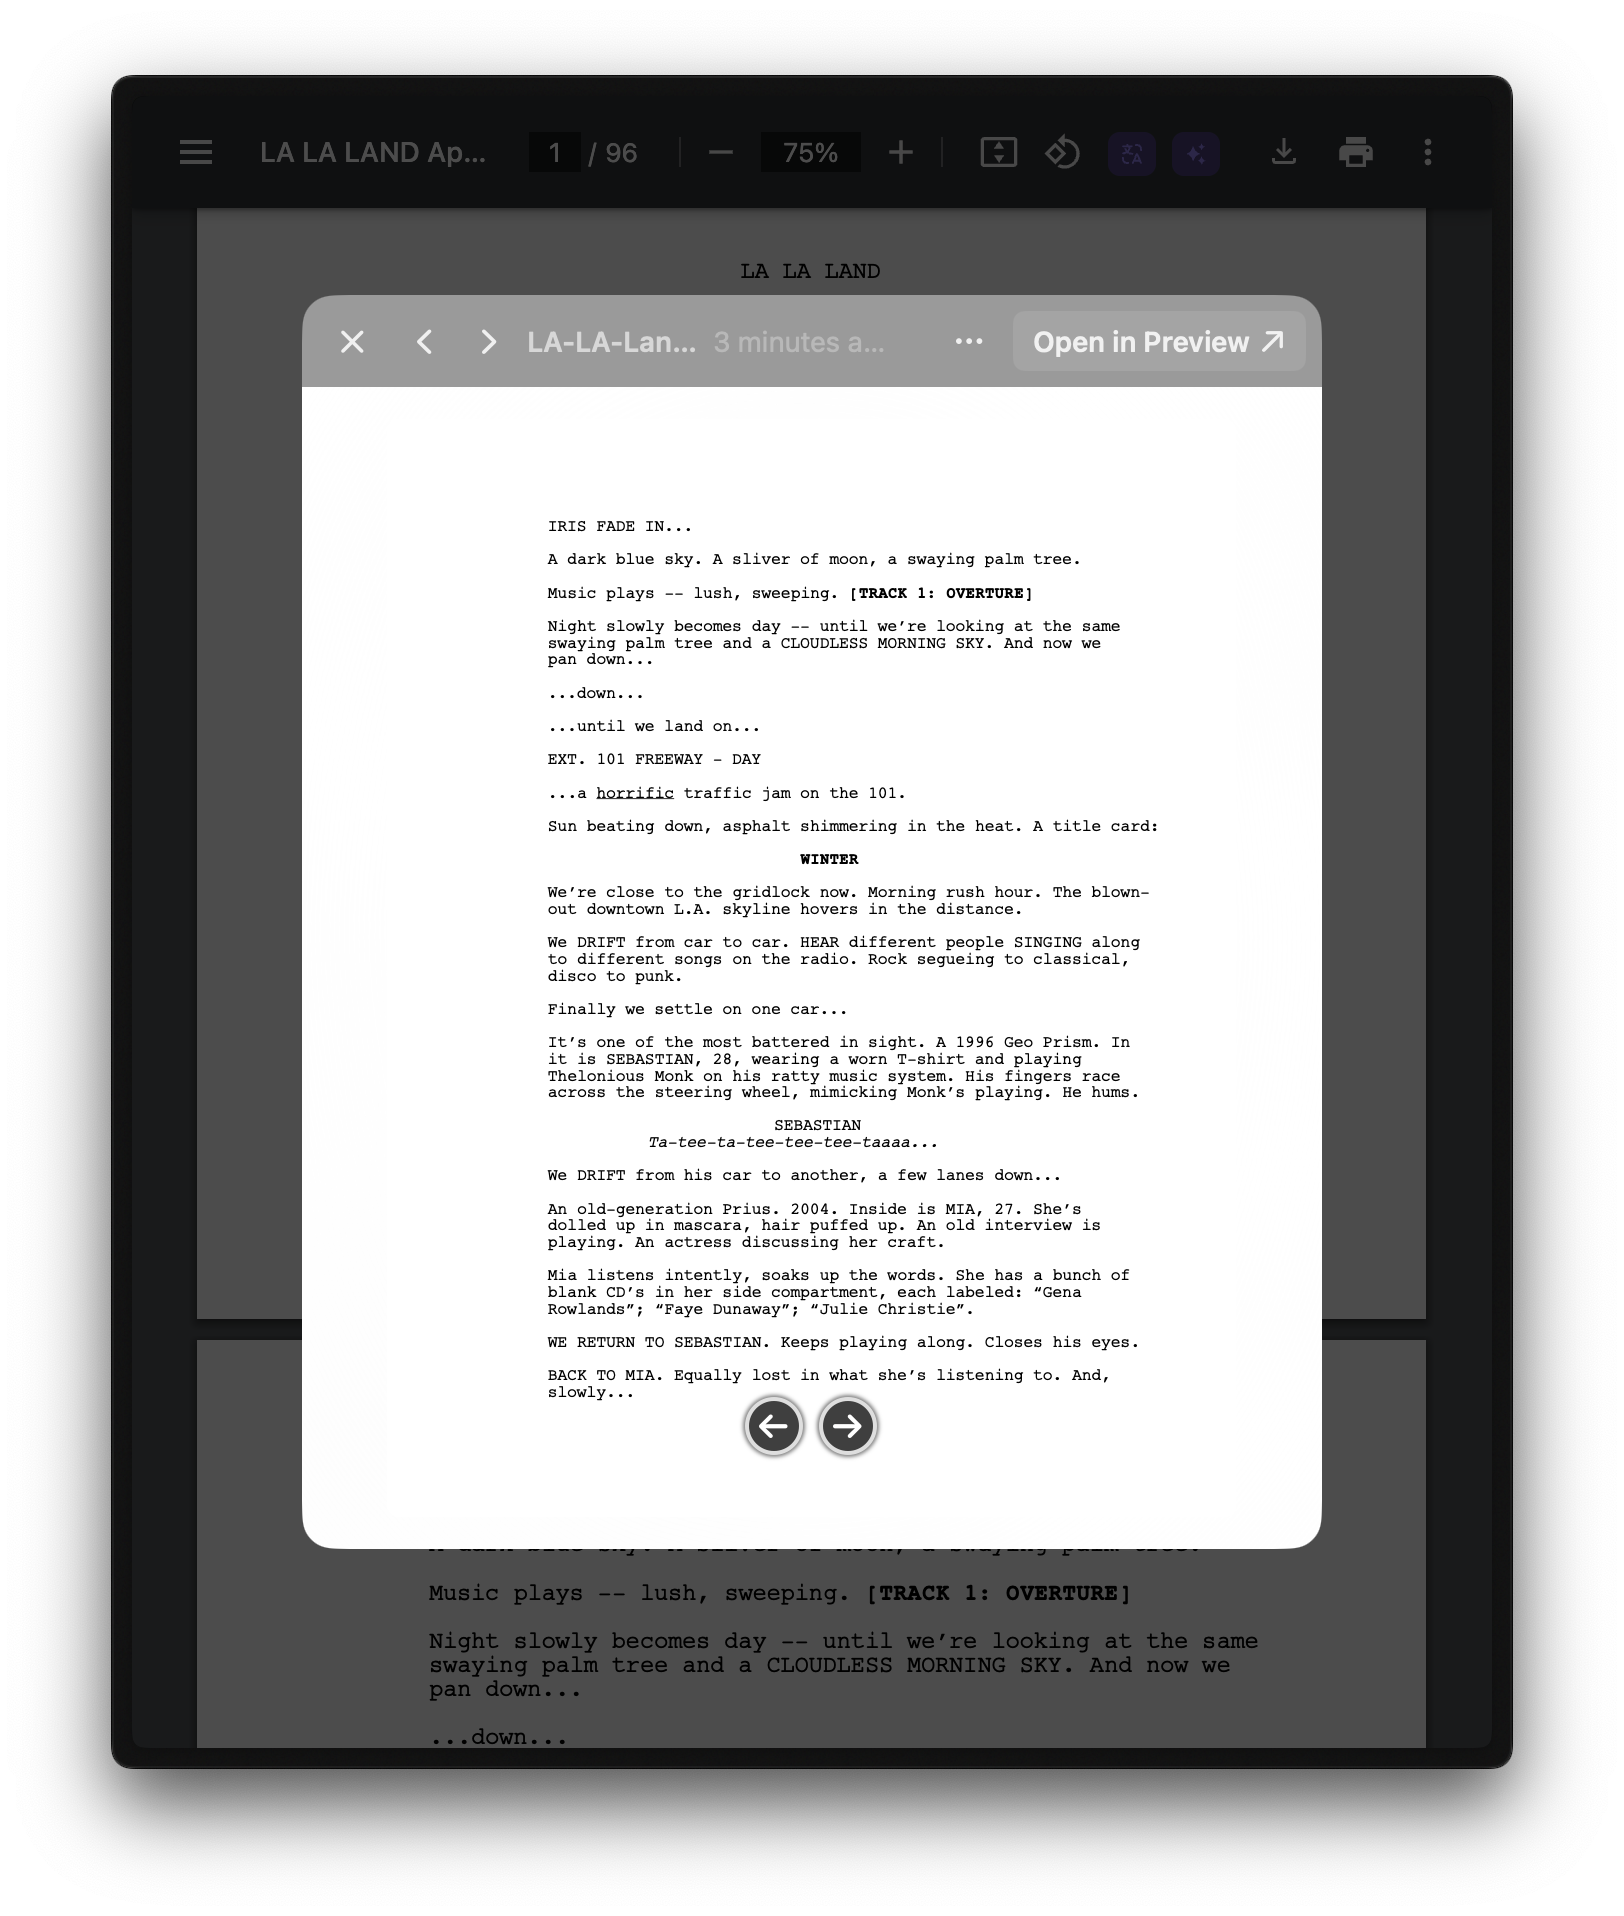 LA LA LAND Ap...
1 / 96
75%
LA LA LAND
LA-LA-Lan... 3 minutes a...
Open in Preview
IRIS FADE IN...
A dark blue sky. A sliver of moon, a swaying palm tree.
Music plays -- lush, sweeping. [TRACK 1: OVERTURE]
Night slowly becomes day -- until we’re looking at the same
swaying palm tree and a CLOUDLESS MORNING SKY. And now we
pan down...
...down...
...until we land on...
EXT. 101 FREEWAY - DAY
...a horrific traffic jam on the 101.
Sun beating down, asphalt shimmering in the heat. A title card:
WINTER
We’re close to the gridlock now. Morning rush hour. The blown-
out downtown L.A. skyline hovers in the distance.
We DRIFT from car to car. HEAR different people SINGING along
to different songs on the radio. Rock segueing to classical,
disco to punk.
Finally we settle on one car...
It’s one of the most battered in sight. A 1996 Geo Prism. In
it is SEBASTIAN, 28, wearing a worn T-shirt and playing
Thelonious Monk on his ratty music system. His fingers race
across the steering wheel, mimicking Monk’s playing. He hums.
SEBASTIAN
Ta-tee-ta-tee-tee-tee-taaaa...
We DRIFT from his car to another, a few lanes down...
An old-generation Prius. 2004. Inside is MIA, 27. She’s
dolled up in mascara, hair puffed up. An old interview is
playing. An actress discussing her craft.
Mia listens intently, soaks up the words. She has a bunch of
blank CD’s in her side compartment, each labeled: “Gena
Rowlands”; “Faye Dunaway”; “Julie Christie”.
WE RETURN TO SEBASTIAN. Keeps playing along. Closes his eyes.
BACK TO MIA. Equally lost in what she’s listening to. And,
slowly...
A dark blue sky. A sliver of moon, a swaying palm tree.
Music plays -- lush, sweeping. [TRACK 1: OVERTURE]
Night slowly becomes day -- until we’re looking at the same
swaying palm tree and a CLOUDLESS MORNING SKY. And now we
pan down...
...down...